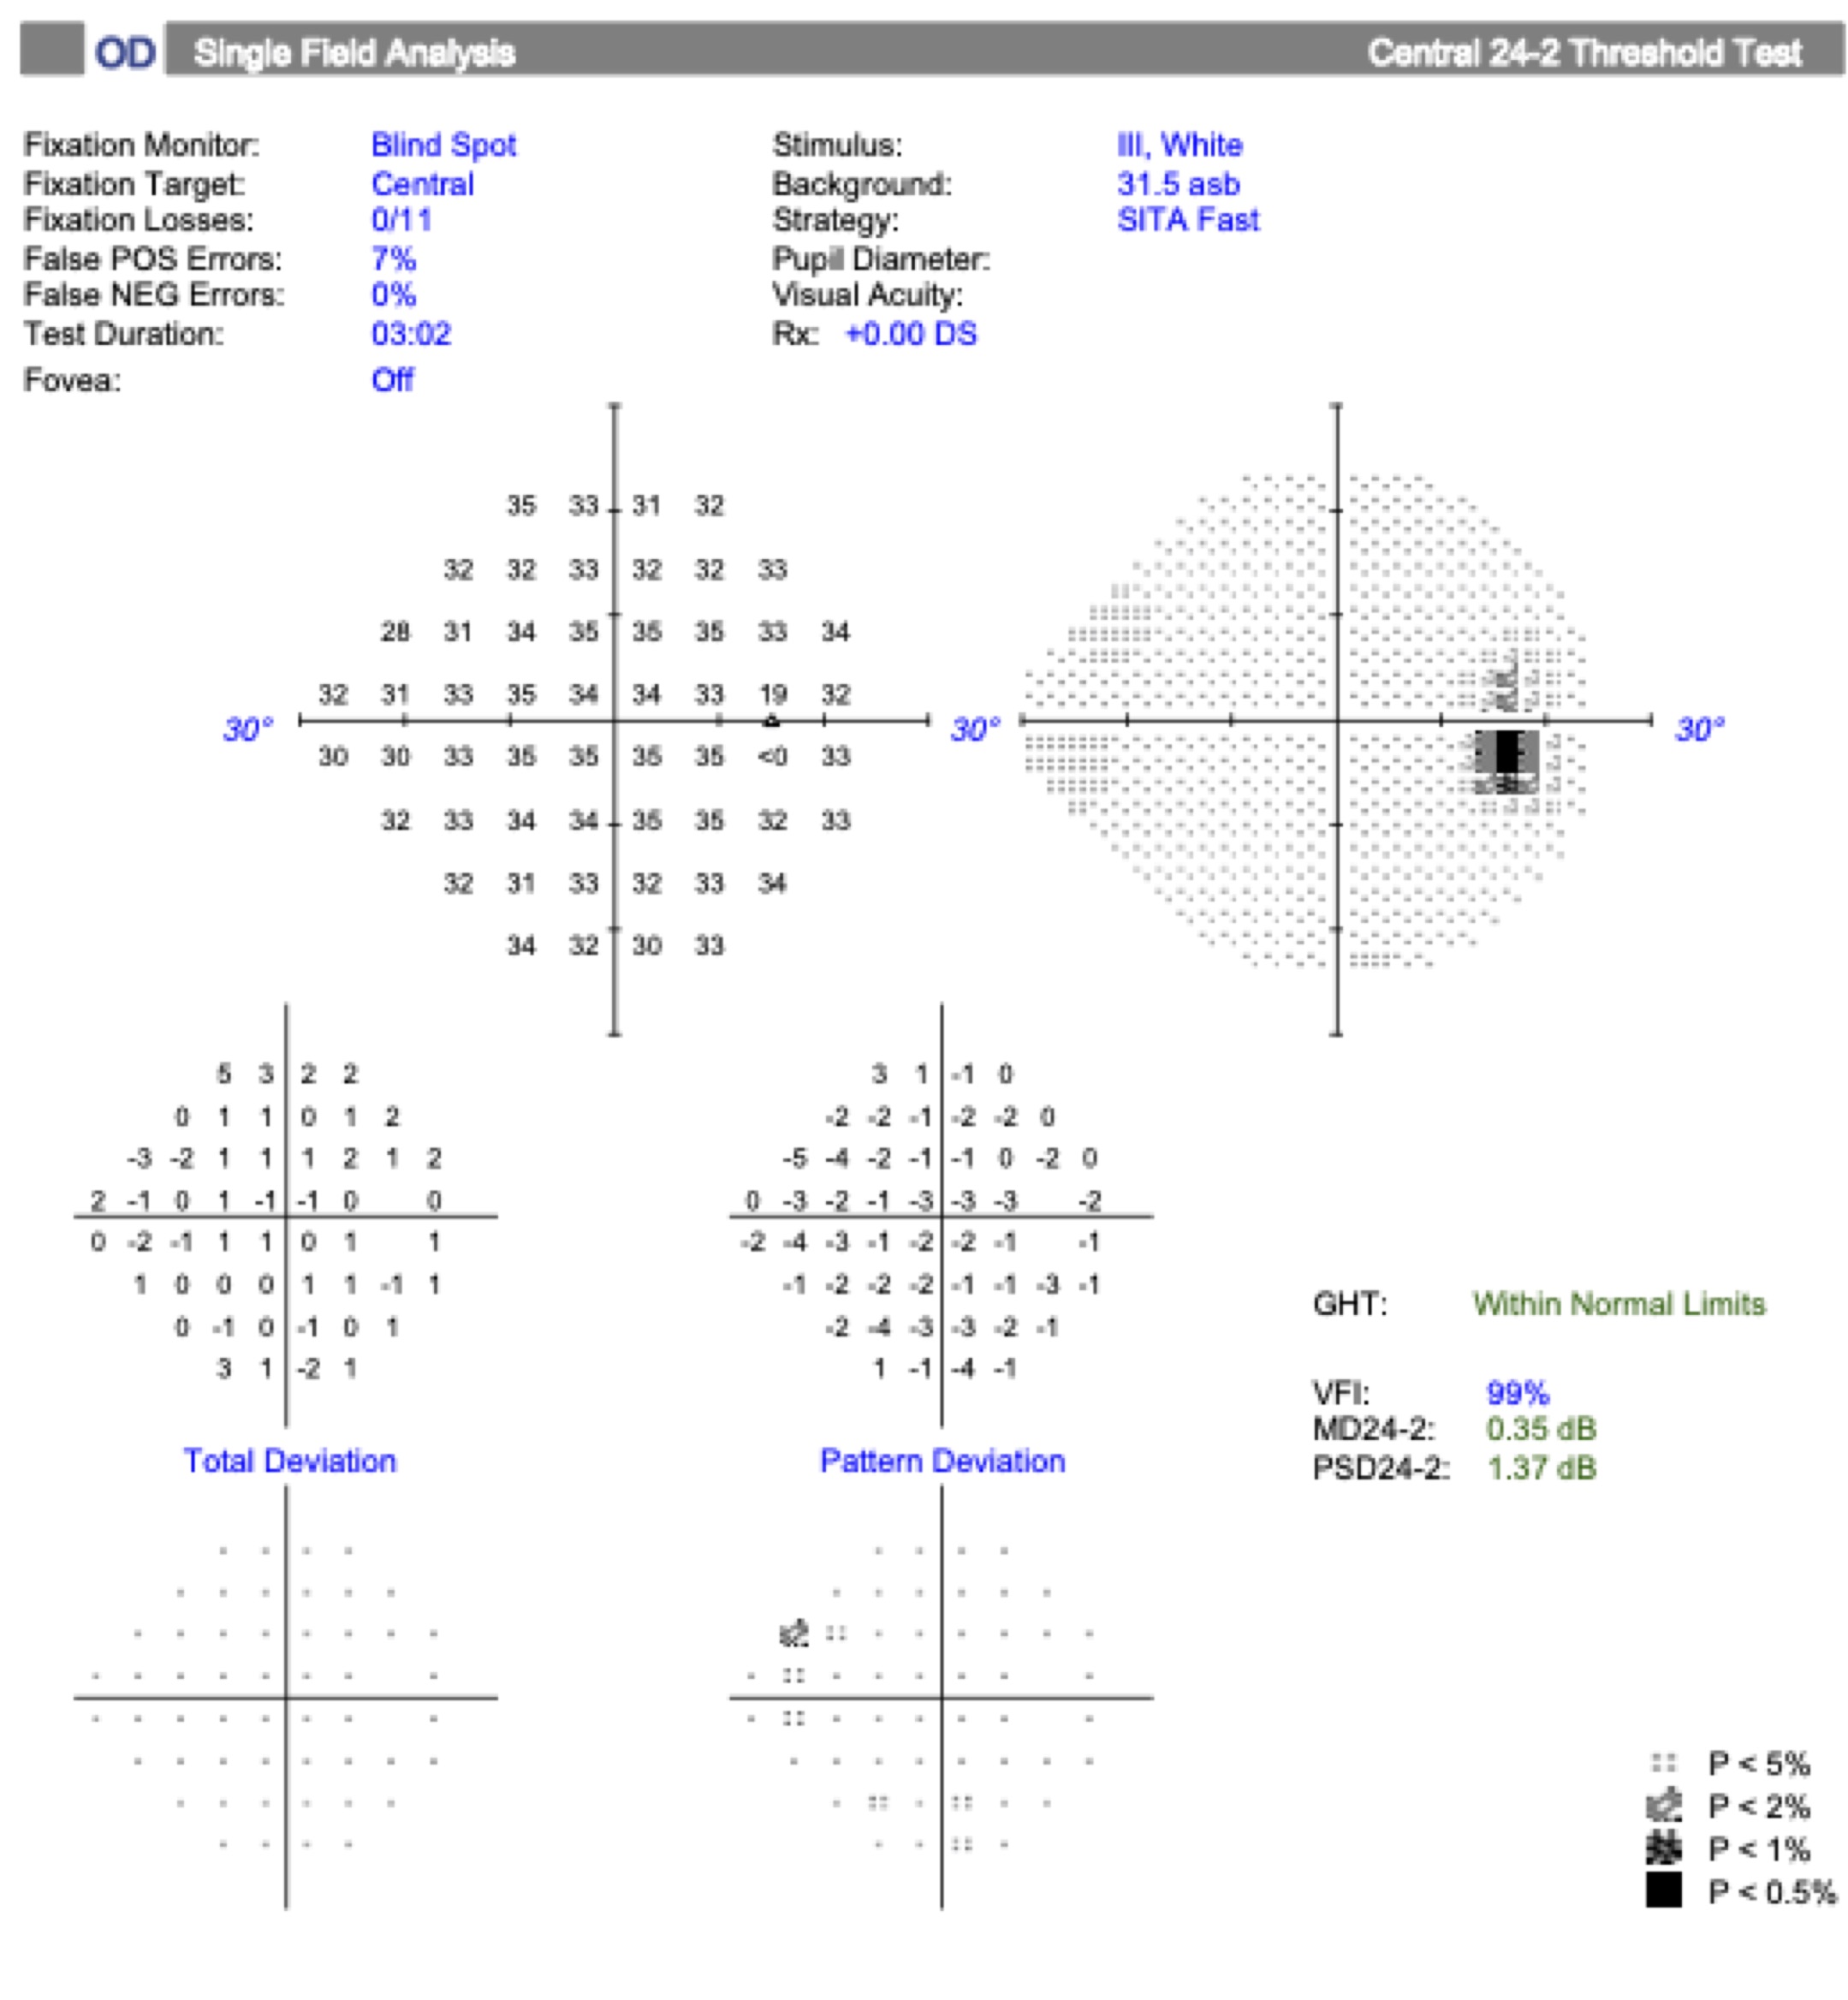 OD Single Field Analysis Central 24-2 Threshold Test
Fixation Monitor: Blind Spot Stimulus: III, White
Fixation Target: Central Background: 31.5 asb
Fixation Losses: 0/11 Strategy: SITA Fast
False POS Errors: 7% Pupil Diameter:
False NEG Errors: 0% Visual Acuity:
Test Duration: 03:02 Rx: +0.00 DS
Fovea: Off
35 33 31 32
32 32 33 32 32 33
28 31 34 35 35 35 33 34
32 31 33 35 34 34 33 19 32
30° 30° 30°
30 30 33 35 35 35 35 <0 33
32 33 34 34 35 35 32 33
32 31 33 32 33 34
34 32 30 33
5 3 2 2 3 1 -1 0
0 1 1 0 1 2 -2 -2 -1 -2 -2 0
-3 -2 1 1 1 2 1 2 -5 -4 -2 -1 -1 0 -2 0
2 -1 0 1 -1 -1 0 0 0 -3 -2 -1 -3 -3 -3 -2
0 -2 -1 1 1 0 1 1 -2 -4 -3 -1 -2 -2 -1 -1
1 0 0 0 1 1 -1 1 -1 -2 -2 -2 -1 -1 -3 -1
GHT: Within Normal Limits
0 -1 0 -1 0 1 -2 -4 -3 -3 -2 -1
3 1 -2 1 1 -1 -4 -1
VFI: 99%
MD24-2: 0.35 dB
Total Deviation Pattern Deviation PSD24-2: 1.37 dB
P < 5%
P < 2%
P < 1%
P < 0.5%